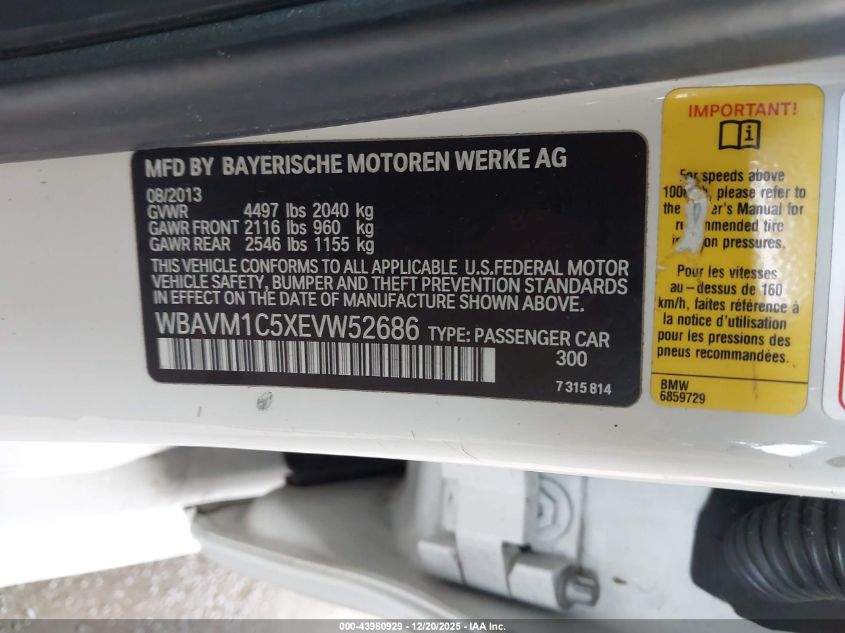 MFD BY BAYERISCHE MOTOREN WERKE AG
08/2013
GVWR 4497 lbs 2040 kg
GAWR FRONT 2116 lbs 960 kg
GAWR REAR 2546 lbs 1155 kg
THIS VEHICLE CONFORMS TO ALL APPLICABLE U.S.FEDERAL MOTOR
VEHICLE SAFETY, BUMPER AND THEFT PREVENTION STANDARDS
IN EFFECT ON THE DATE OF MANUFACTURE SHOWN ABOVE.
WBAVM1C5XEVW52686 TYPE: PASSENGER CAR
300
7 315 814
IMPORTANT!
For speeds above
please refer to
the Manual for
tire
pressures.
Pour les vitesses
au-dessus de 160
km/h, faites référence à
la notice d'utilisation
pour les pressions des
pneus recommandées.
BMW
6859729
000-43980929 - 12/20/2025 - IAA Inc.